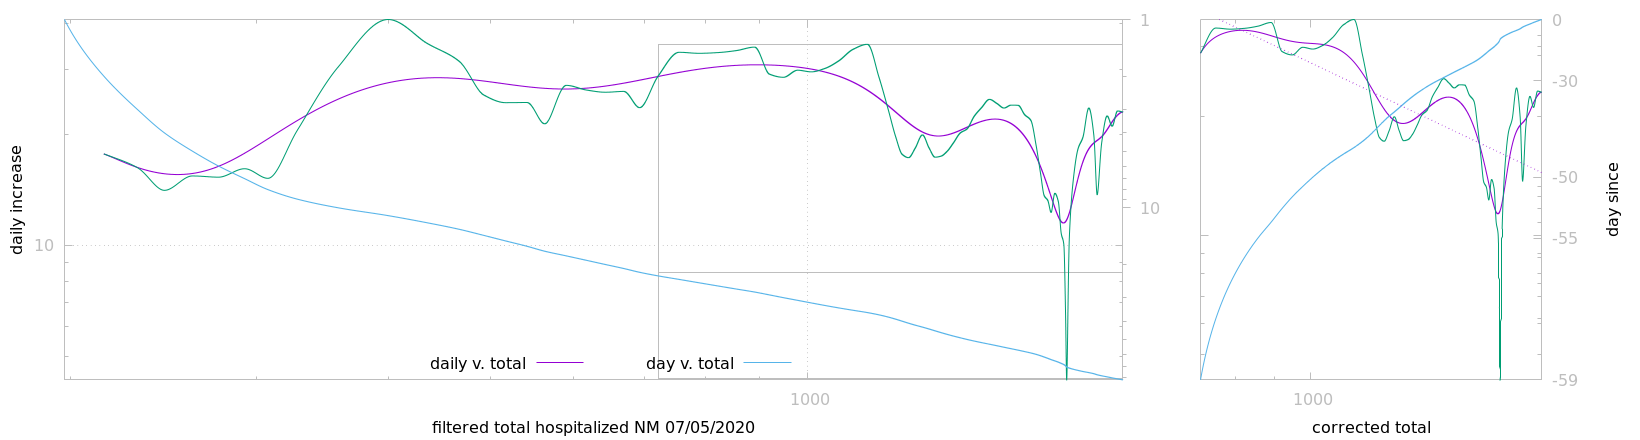 daily increase
10
daily v. total
day v. total
1000
filtered total hospitalized NM 07/05/2020
1
10
1000
corrected total
0
-30
-50
-55
-59
day since